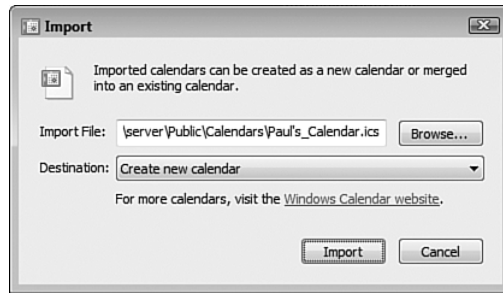 Import
Imported calendars can be created as a new calendar or merged
into an existing calendar.
Import File: \server\Public\Calendars\Paul's_Calendar.ics Browse...
Destination: Create new calendar
For more calendars, visit the Windows Calendar website.
Import Cancel